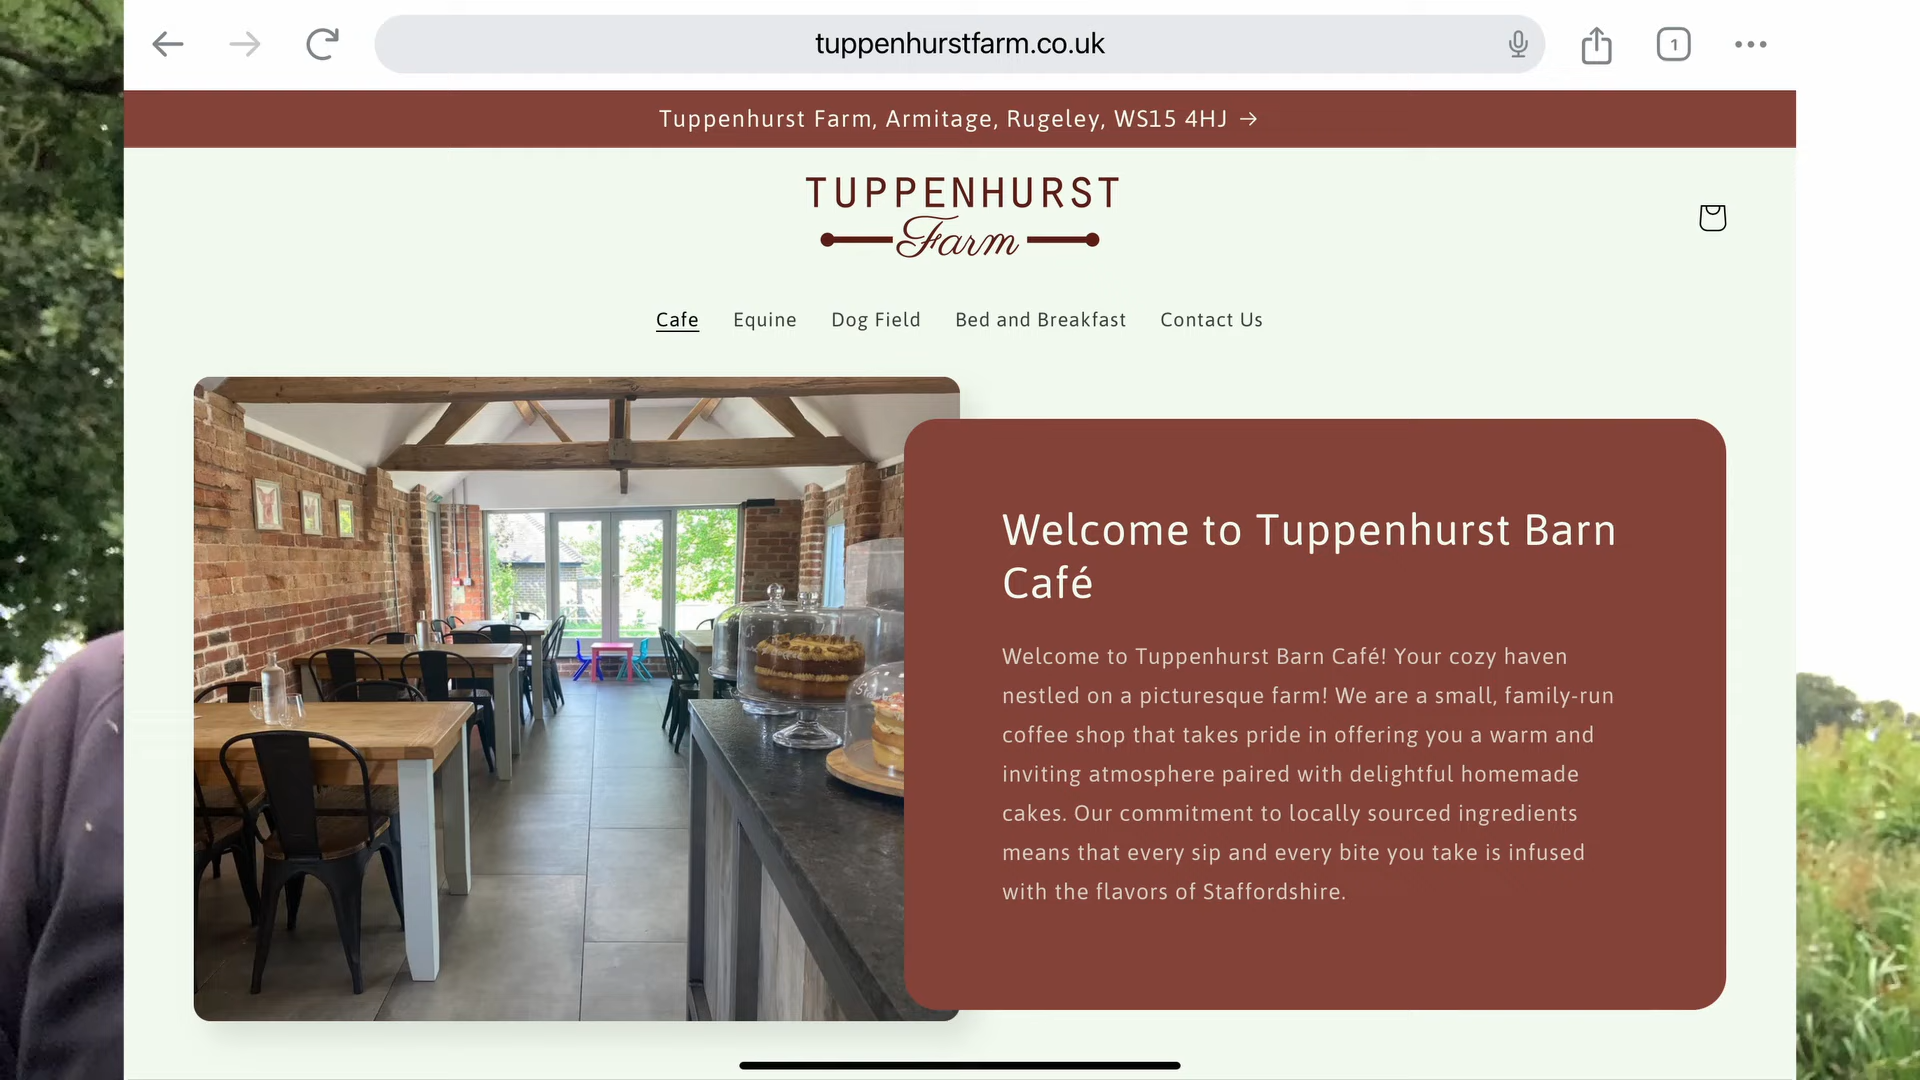 tuppenhurstfarm.co.uk
1
Tuppenhurst Farm, Armitage, Rugeley, WS15 4HJ →
TUPPENHURST
Farm
Cafe Equine Dog Field Bed and Breakfast Contact Us
Welcome to Tuppenhurst Barn
Café
Welcome to Tuppenhurst Barn Café! Your cozy haven
nestled on a picturesque farm! We are a small, family-run
coffee shop that takes pride in offering you a warm and
inviting atmosphere paired with delightful homemade
cakes. Our commitment to locally sourced ingredients
means that every sip and every bite you take is infused
with the flavors of Staffordshire.